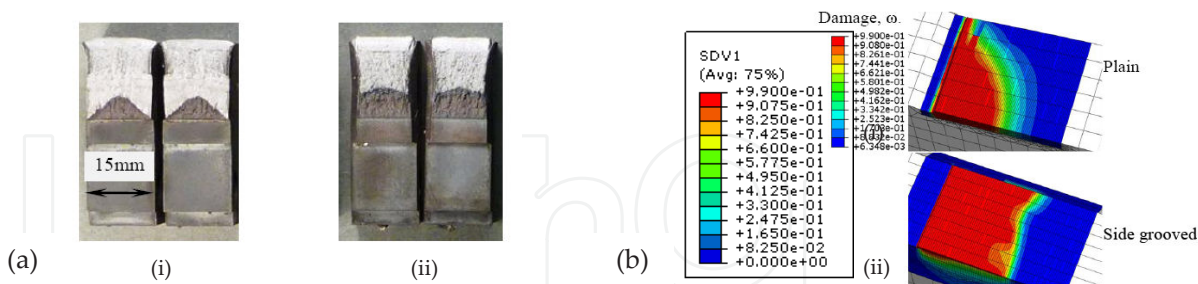 15mm
(a)
(i)
(ii)
(b)
SDV1
(Avg: 75%)
+9.900e-01
+9.075e-01
+8.250e-01
+7.425e-01
+6.600e-01
+5.775e-01
+4.950e-01
+4.125e-01
+3.300e-01
+2.475e-01
+1.650e-01
+8.250e-02
+0.000e+00
Damage, ω.
+9.900e-01
+9.080e-01
+8.261e-01
+7.441e-01
+6.621e-01
+5.801e-01
+4.982e-01
+4.162e-01
+3.342e-01
+2.523e-01
+6.348e-03
Plain
(ii)
Side grooved